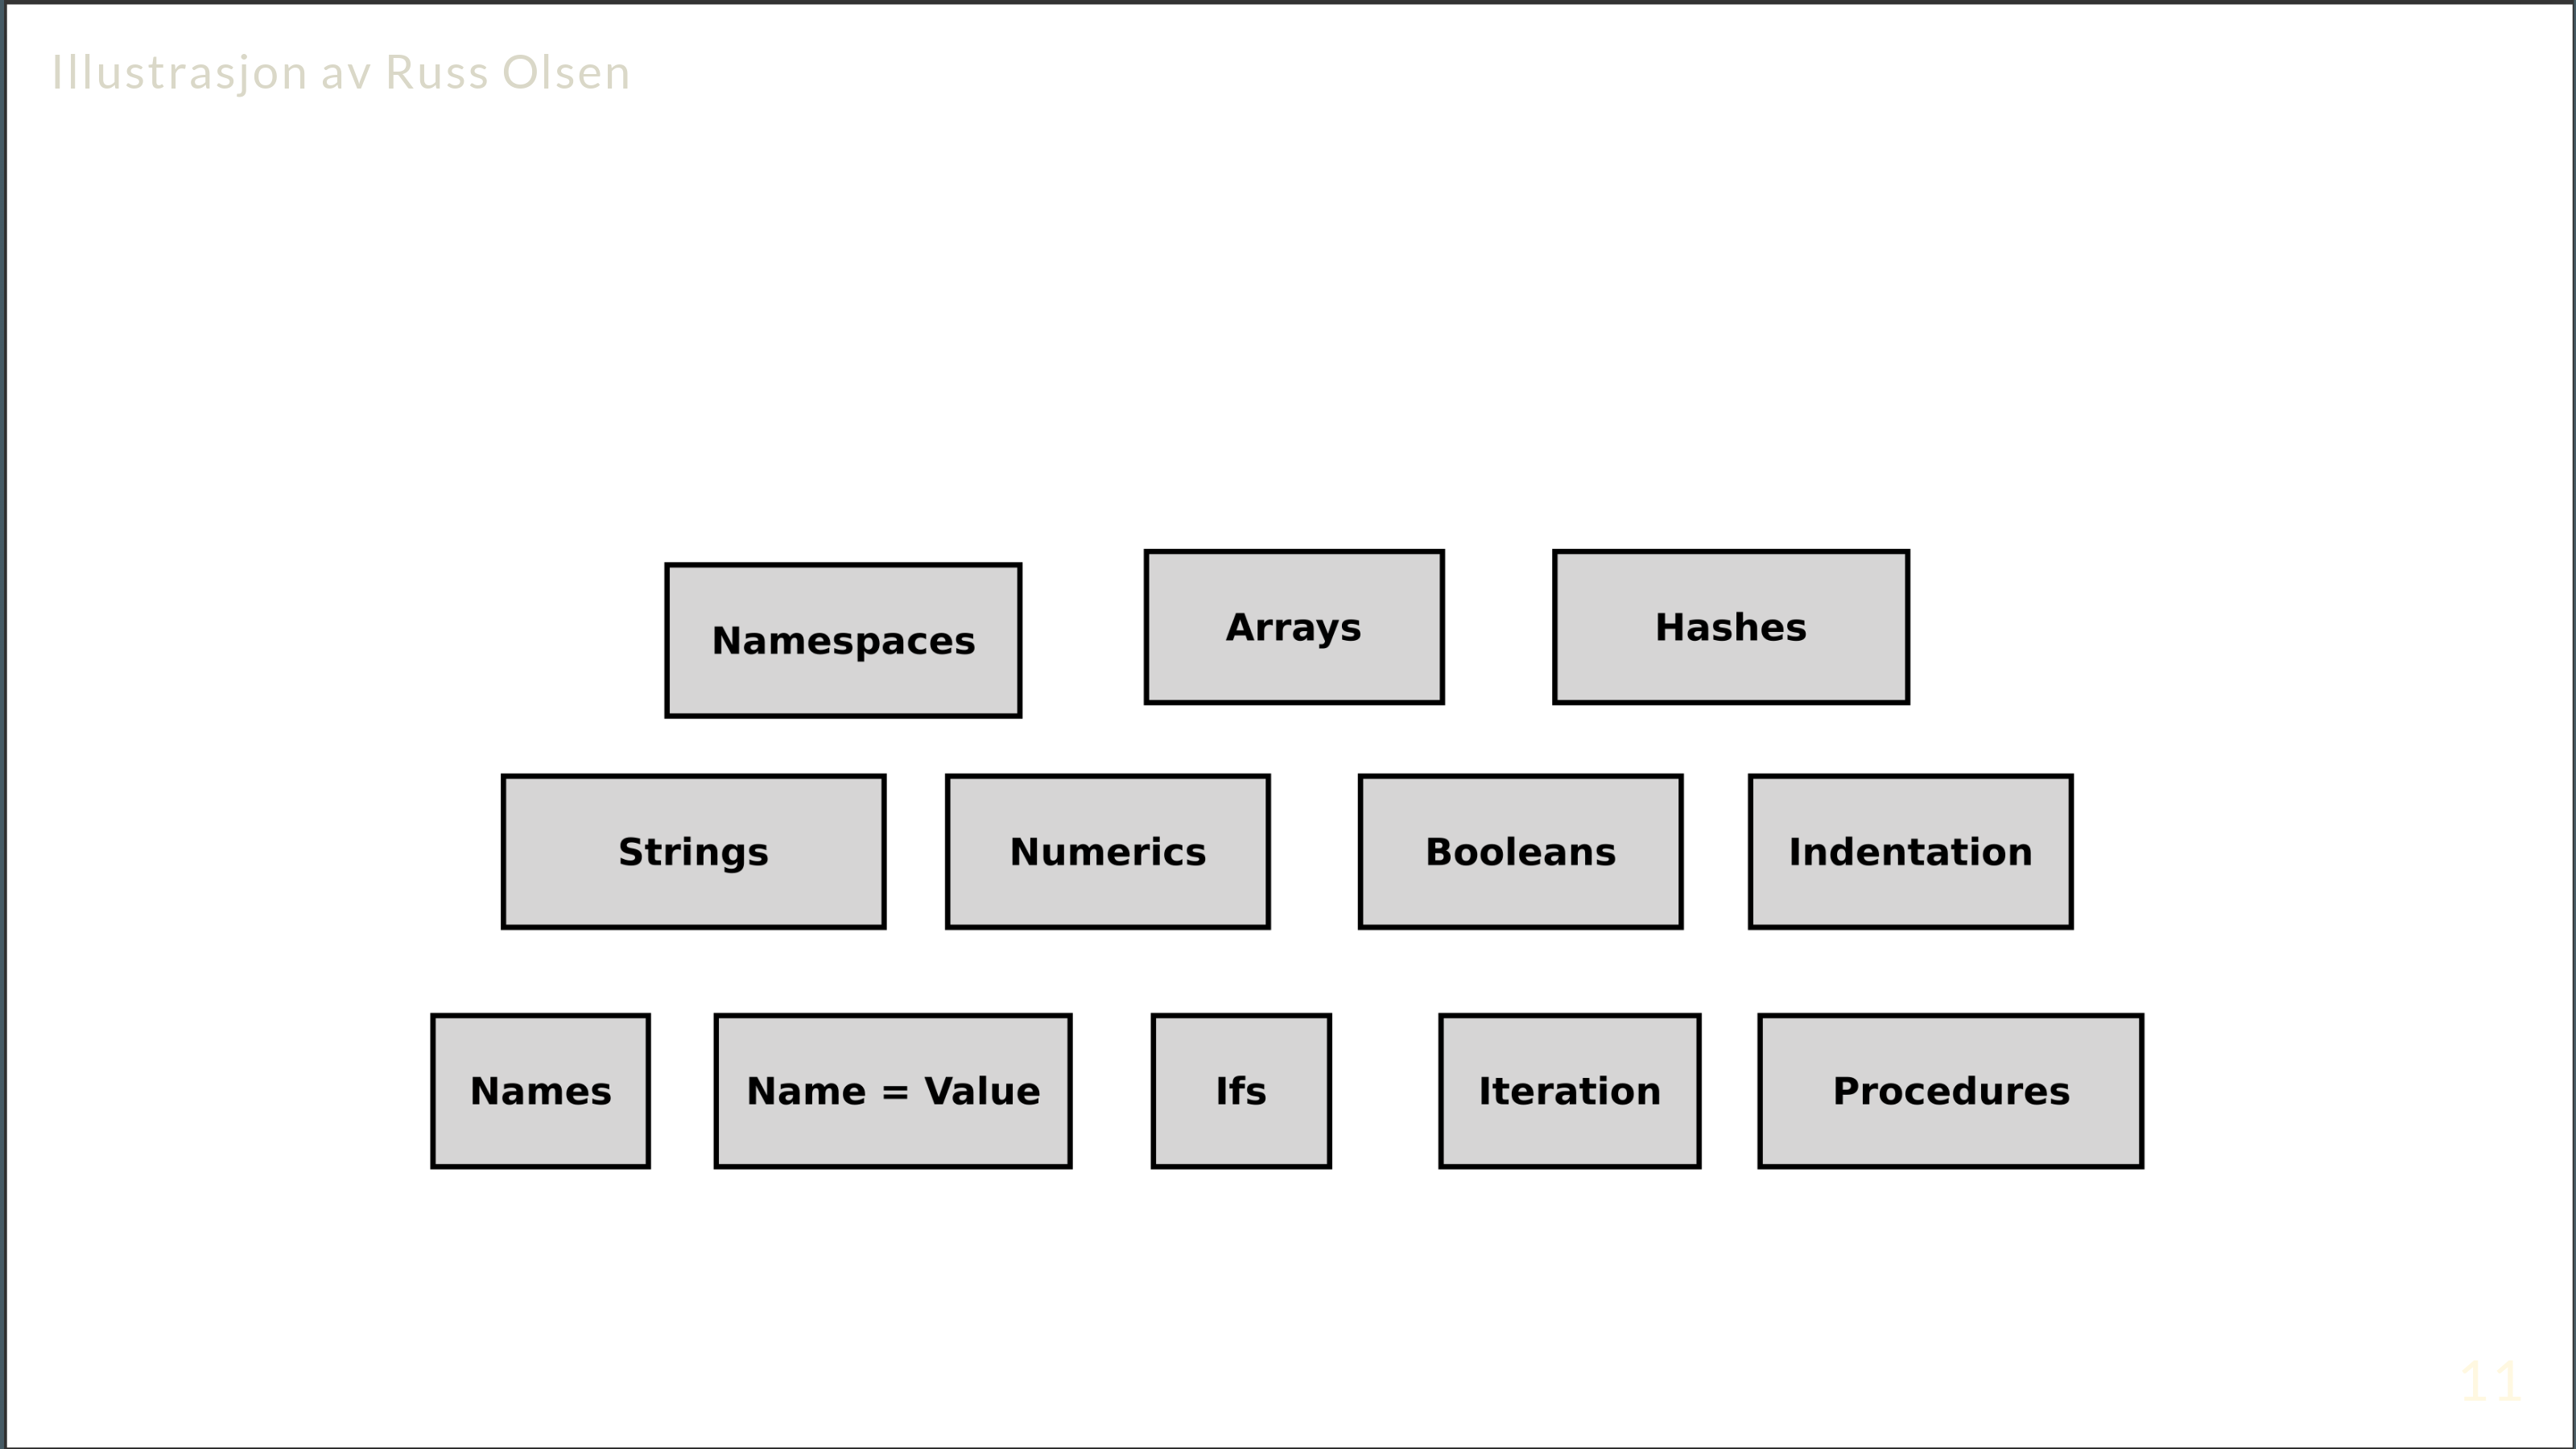 Illustrasjon av Russ Olsen
Namespaces
Arrays
Hashes
Strings
Numerics
Booleans
Indentation
Names
Name = Value
Ifs
Iteration
Procedures
11